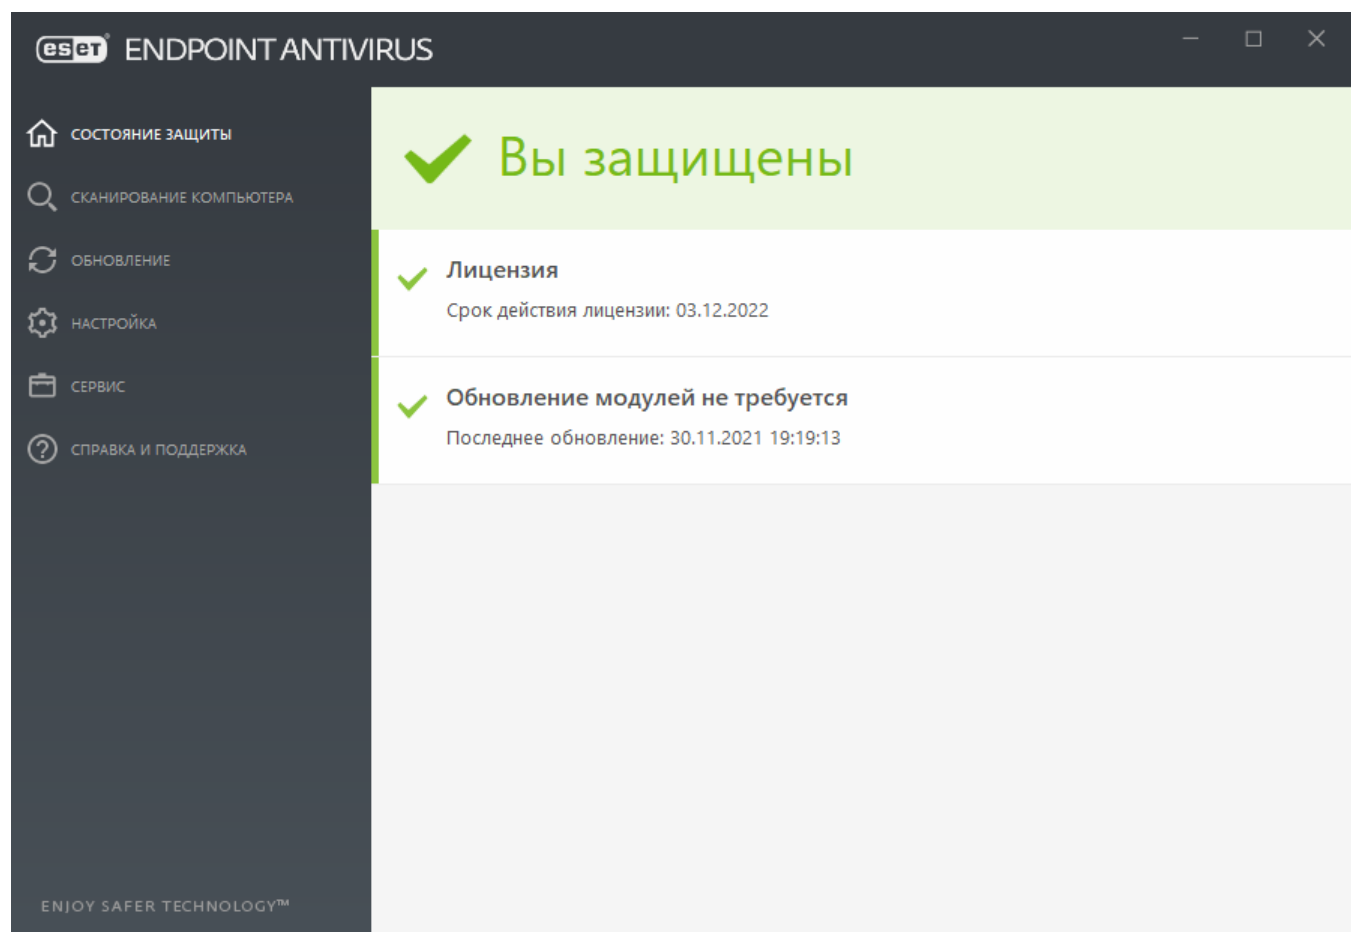 eset ENDPOINT ANTIVIRUS
СОСТОЯНИЕ ЗАЩИТЫ
СКАНИРОВАНИЕ КОМПЬЮТЕРА
ОБНОВЛЕНИЕ
НАСТРОЙКА
СЕРВИС
СПРАВКА И ПОДДЕРЖКА
ENJOY SAFER TECHNOLOGY™
Вы защищены
Лицензия
Срок действия лицензии: 03.12.2022
Обновление модулей не требуется
Последнее обновление: 30.11.2021 19:19:13